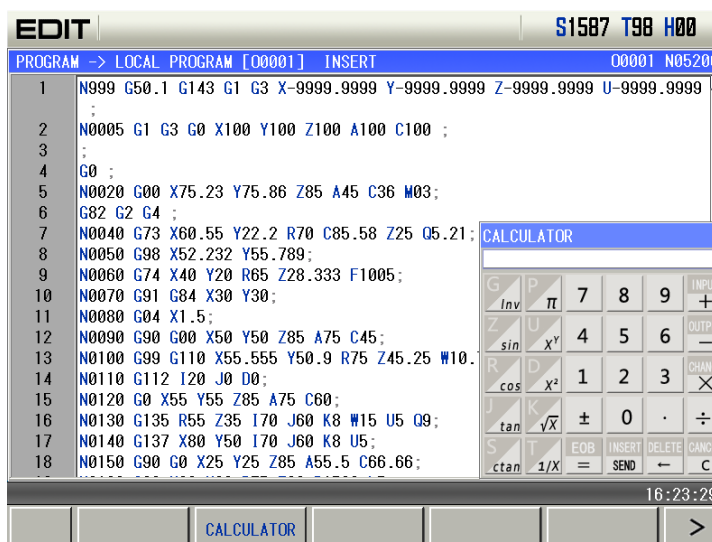 EDIT S1587 T98 H00
PROGRAM -> LOCAL PROGRAM [O0001] INSERT O0001 N0520
1 N999 G50.1 G143 G1 G3 X-9999.9999 Y-9999.9999 Z-9999.9999 U-9999.9999
;
2 N0005 G1 G3 G0 X100 Y100 Z100 A100 C100 ;
3 ;
4 G0 ;
5 N0020 G00 X75.23 Y75.86 Z85 A45 C36 M03;
6 G82 G2 G4 ;
7 N0040 G73 X60.55 Y22.2 R70 C85.58 Z25 Q5.21;
8 N0050 G98 X52.232 Y55.789;
9 N0060 G74 X40 Y20 R65 Z28.333 F1005;
10 N0070 G91 G84 X30 Y30;
11 N0080 G04 X1.5;
12 N0090 G90 G00 X50 Y50 Z85 A75 C45;
13 N0100 G99 G110 X55.555 Y50.9 R75 Z45.25 W10.
14 N0110 G112 I20 J0 D0;
15 N0120 G0 X55 Y55 Z85 A75 C60;
16 N0130 G135 R55 Z35 I70 J60 K8 W15 U5 Q9;
17 N0140 G137 X80 Y50 I70 J60 K8 U5;
18 N0150 G90 G0 X25 Y25 Z85 A55.5 C66.66;
CALCULATOR
G Inv P π 7 8 9 INPU +
Z sin U X^Y 4 5 6 OUTP —
R cos D X² 1 2 3 CHAN ×
J tan K √X ± 0 · ÷
S ctan T 1/X EOB = INSERT SEND DELETE ← CANC C
16:23:29
CALCULATOR >